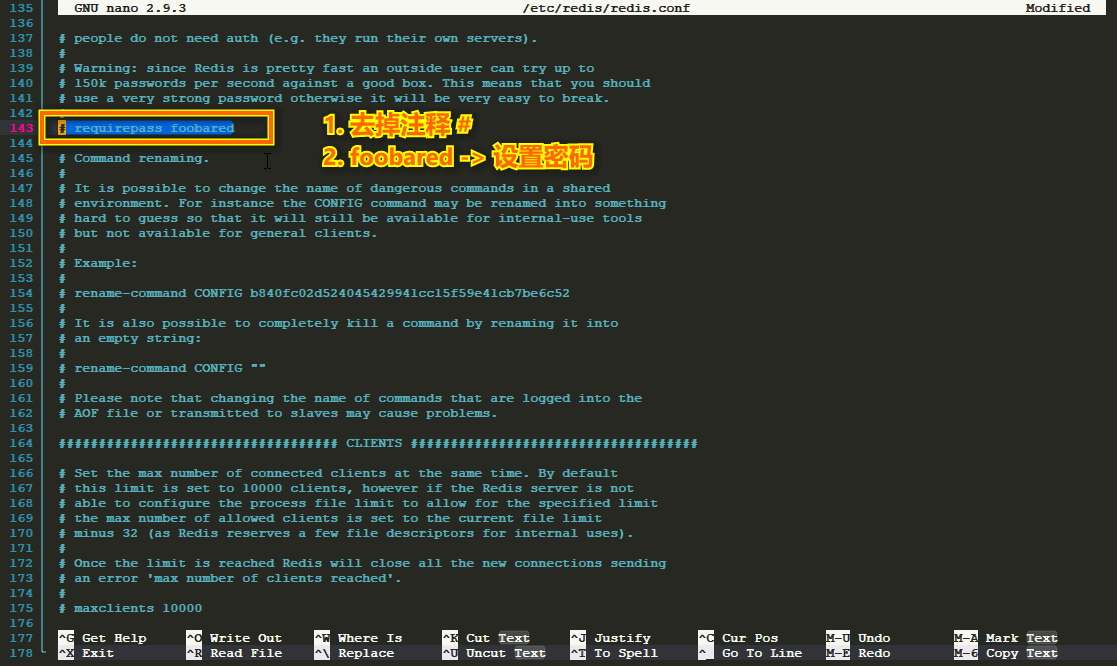 135 GNU nano 2.9.3 /etc/redis/redis.conf Modified
136
137 # people do not need auth (e.g. they run their own servers).
138 #
139 # Warning: since Redis is pretty fast an outside user can try up to
140 # 150k passwords per second against a good box. This means that you should
141 # use a very strong password otherwise it will be very easy to break.
142 #
143 # requirepass foobared
1. 去掉注释 #
2. foobared -> 设置密码
144
145 # Command renaming.
146 #
147 # It is possible to change the name of dangerous commands in a shared
148 # environment. For instance the CONFIG command may be renamed into something
149 # hard to guess so that it will still be available for internal-use tools
150 # but not available for general clients.
151 #
152 # Example:
153 #
154 # rename-command CONFIG b840fc02d524045429941cc15f59e41cb7be6c52
155 #
156 # It is also possible to completely kill a command by renaming it into
157 # an empty string:
158 #
159 # rename-command CONFIG ""
160 #
161 # Please note that changing the name of commands that are logged into the
162 # AOF file or transmitted to slaves may cause problems.
163
164 ################################### CLIENTS ####################################
165
166 # Set the max number of connected clients at the same time. By default
167 # this limit is set to 10000 clients, however if the Redis server is not
168 # able to configure the process file limit to allow for the specified limit
169 # the max number of allowed clients is set to the current file limit
170 # minus 32 (as Redis reserves a few file descriptors for internal uses).
171 #
172 # Once the limit is reached Redis will close all the new connections sending
173 # an error 'max number of clients reached'.
174 #
175 # maxclients 10000
176
177 ^G Get Help ^O Write Out ^W Where Is ^K Cut Text ^J Justify ^C Cur Pos M-U Undo M-A Mark Text
178 ^X Exit ^R Read File ^\ Replace ^U Uncut Text ^T To Spell ^_ Go To Line M-E Redo M-6 Copy Text